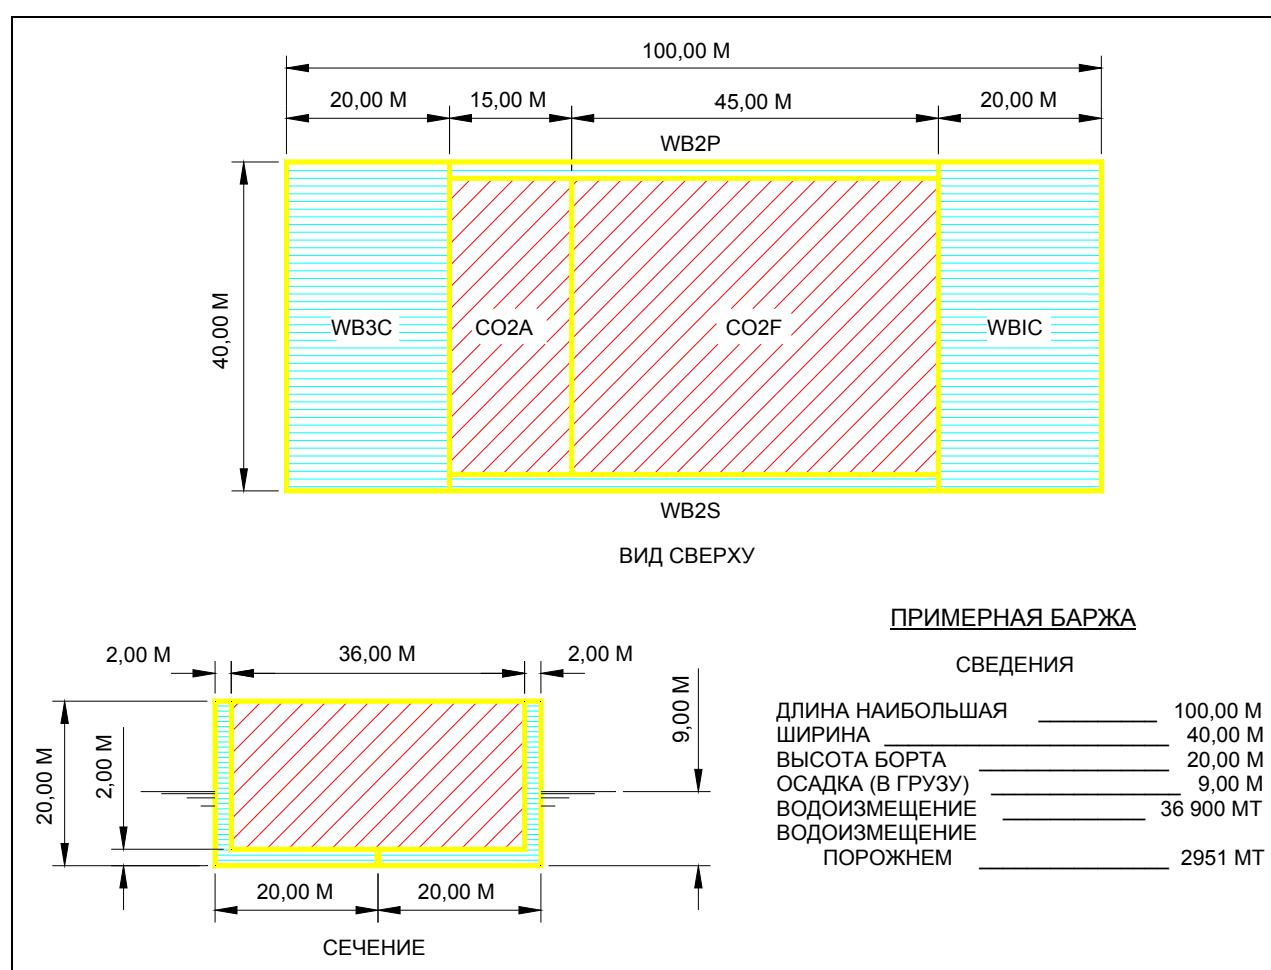 100,00 М
20,00 М 15,00 М 45,00 М 20,00 М
WB2P
40,00 М
WB3C CO2A CO2F WBIC
WB2S
ВИД СВЕРХУ
2,00 М 36,00 М 2,00 М
20,00 М
2,00 М
9,00 М
20,00 М 20,00 М
СЕЧЕНИЕ
ПРИМЕРНАЯ БАРЖА
СВЕДЕНИЯ
ДЛИНА НАИБОЛЬШАЯ 100,00 М
ШИРИНА 40,00 М
ВЫСОТА БОРТА 20,00 М
ОСАДКА (В ГРУЗУ) 9,00 М
ВОДОИЗМЕЩЕНИЕ 36 900 МТ
ВОДОИЗМЕЩЕНИЕ
ПОРОЖНЕМ 2951 МТ